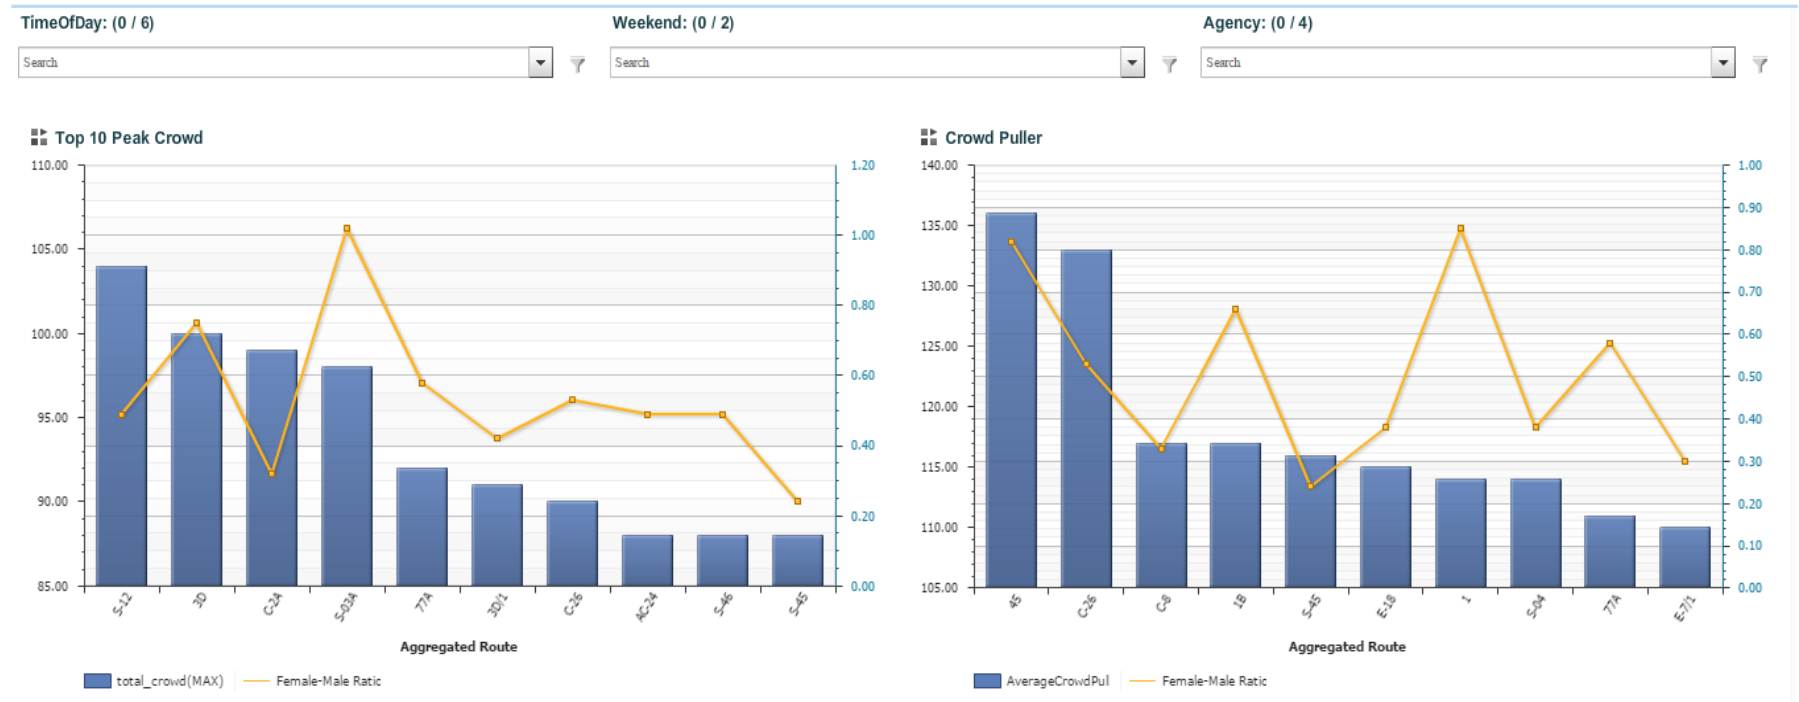 TimeOfDay: (0 / 6)
Weekend: (0 / 2)
Agency: (0 / 4)
Search
Search
Search
Top 10 Peak Crowd
110.00
105.00
100.00
95.00
90.00
85.00
1.20
1.00
0.80
0.60
0.40
0.20
0.00
S-12
3D
C-2A
S-03A
77A
3D/1
C-26
AC-24
S-46
S-45
Aggregated Route
total_crowd(MAX)
Female-Male Ratic
Crowd Puller
140.00
135.00
130.00
125.00
120.00
115.00
110.00
105.00
1.00
0.90
0.80
0.70
0.60
0.50
0.40
0.30
0.20
0.10
0.00
45
C-26
C-8
1B
S-45
E-18
1
S-04
77A
E-7/1
Aggregated Route
AverageCrowdPul
Female-Male Ratic